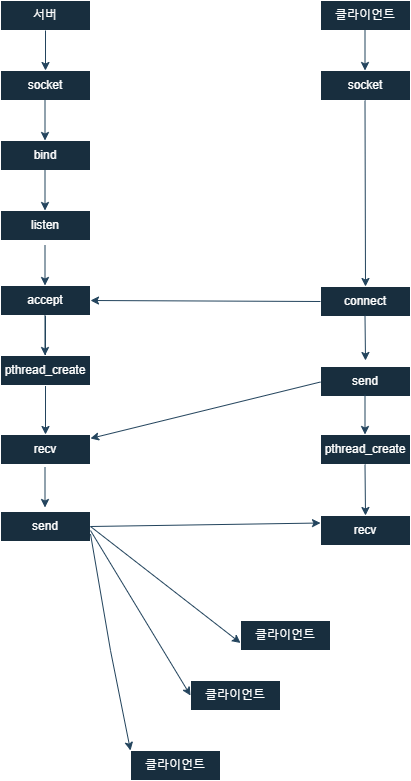 서버
클라이언트
socket
socket
bind
listen
accept
connect
pthread_create
send
recv
pthread_create
send
recv
클라이언트
클라이언트
클라이언트